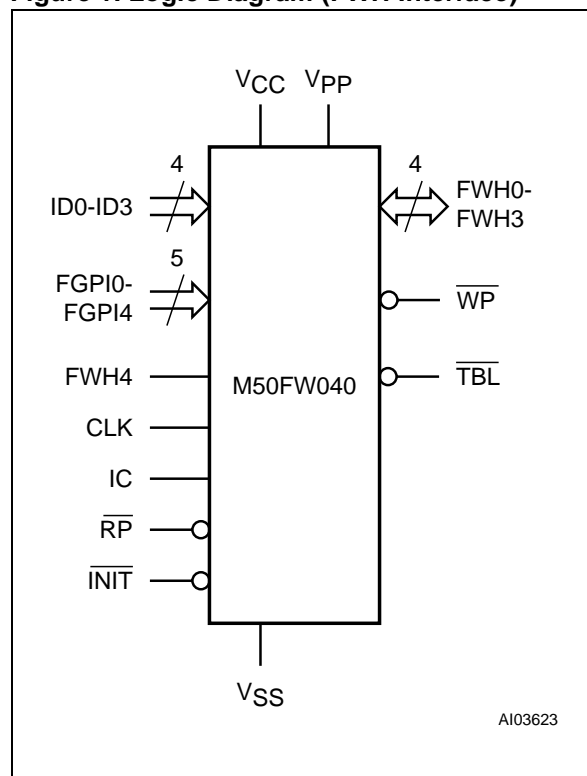 Figure 1. Logic Diagram (FWH Interface)
VCC VPP
4 4
ID0-ID3
FWH0-
FWH3
5
FGPI0-
FGPI4
WP
FWH4
M50FW040
TBL
CLK
IC
RP
INIT
VSS
AI03623